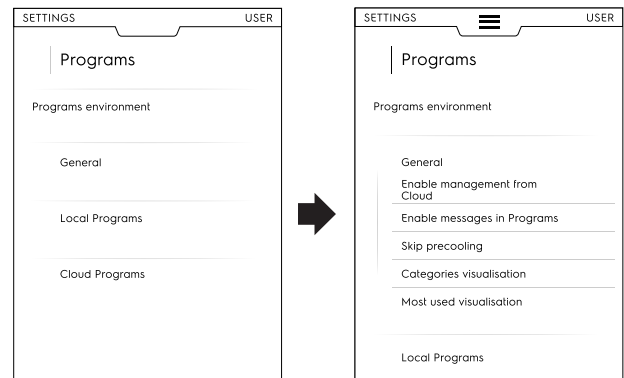 SETTINGS USER
Programs
Programs environment
General
Local Programs
Cloud Programs
SETTINGS USER
Programs
Programs environment
General
Enable management from
Cloud
Enable messages in Programs
Skip precooling
Categories visualisation
Most used visualisation
Local Programs